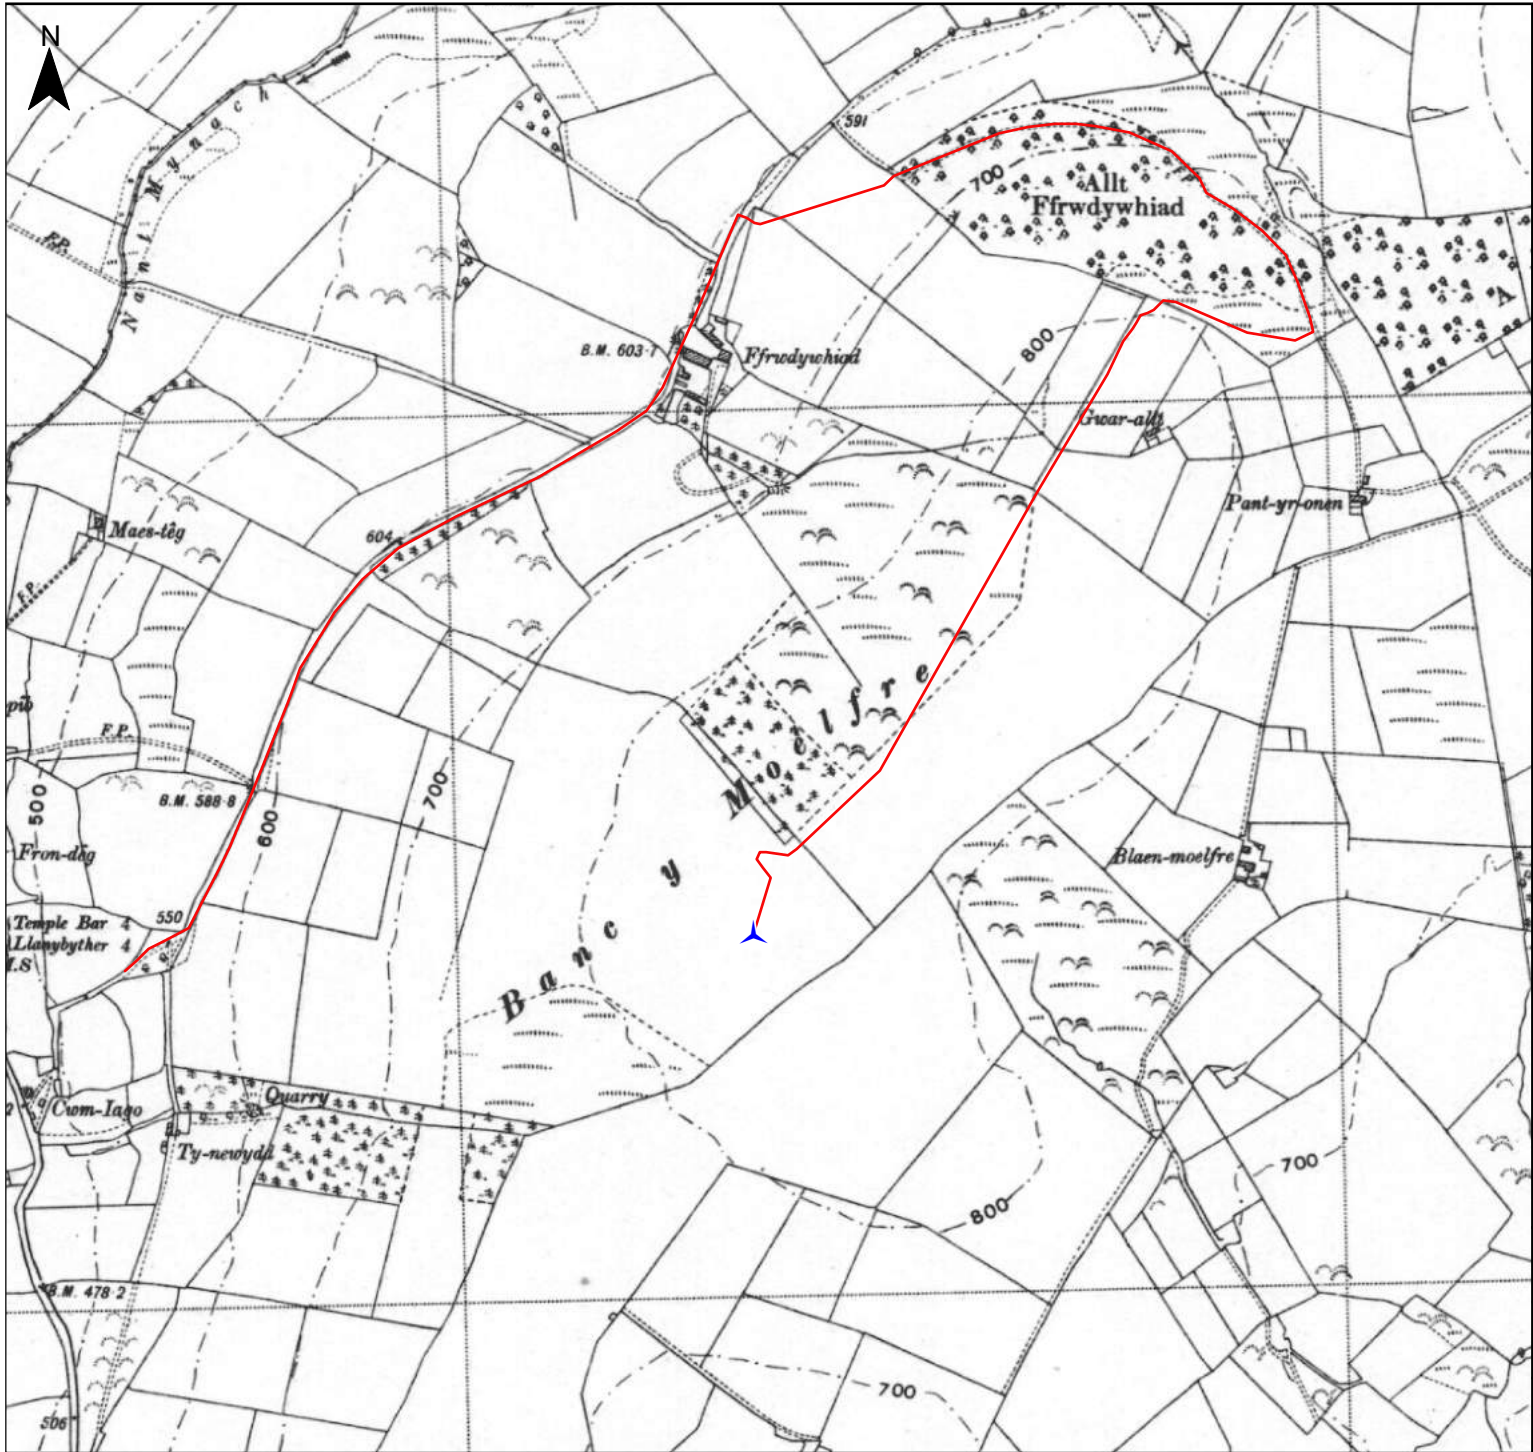 N
Nant Mynach
F.P.
591
700
Allt
Ffrwdywhiad
A
B.M. 603·7
Ffrwdywhiad
800
Gwar-allt
Pant-yr-onen
Maes-têg
604
F.P.
F.P.
500
B.M. 588·8
600
700
Banc y Moelfre
Fron-dêg
Blaen-moelfre
550
Temple Bar 4
Llanybyther 4
M.S
Cwm-Iago
Quarry
Ty-newydd
700
800
B.M. 478·2
700
506